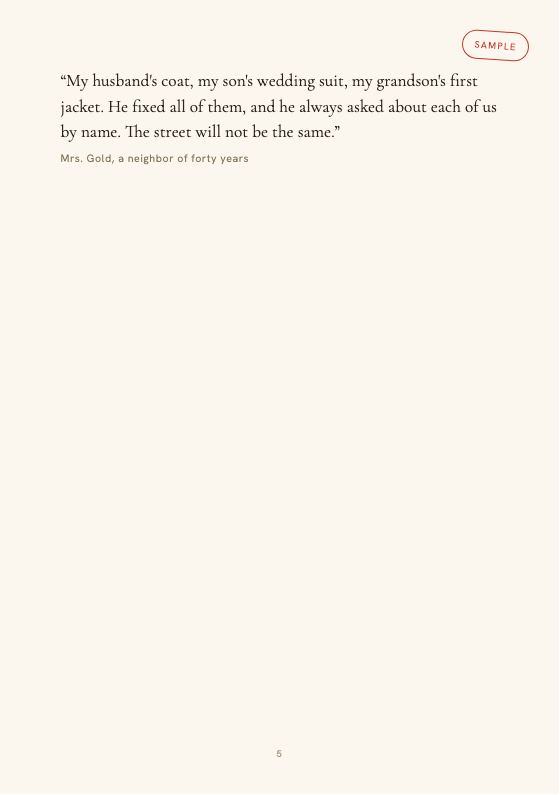 SAMPLE
“My husband's coat, my son's wedding suit, my grandson's first
jacket. He fixed all of them, and he always asked about each of us
by name. The street will not be the same.”
Mrs. Gold, a neighbor of forty years
5